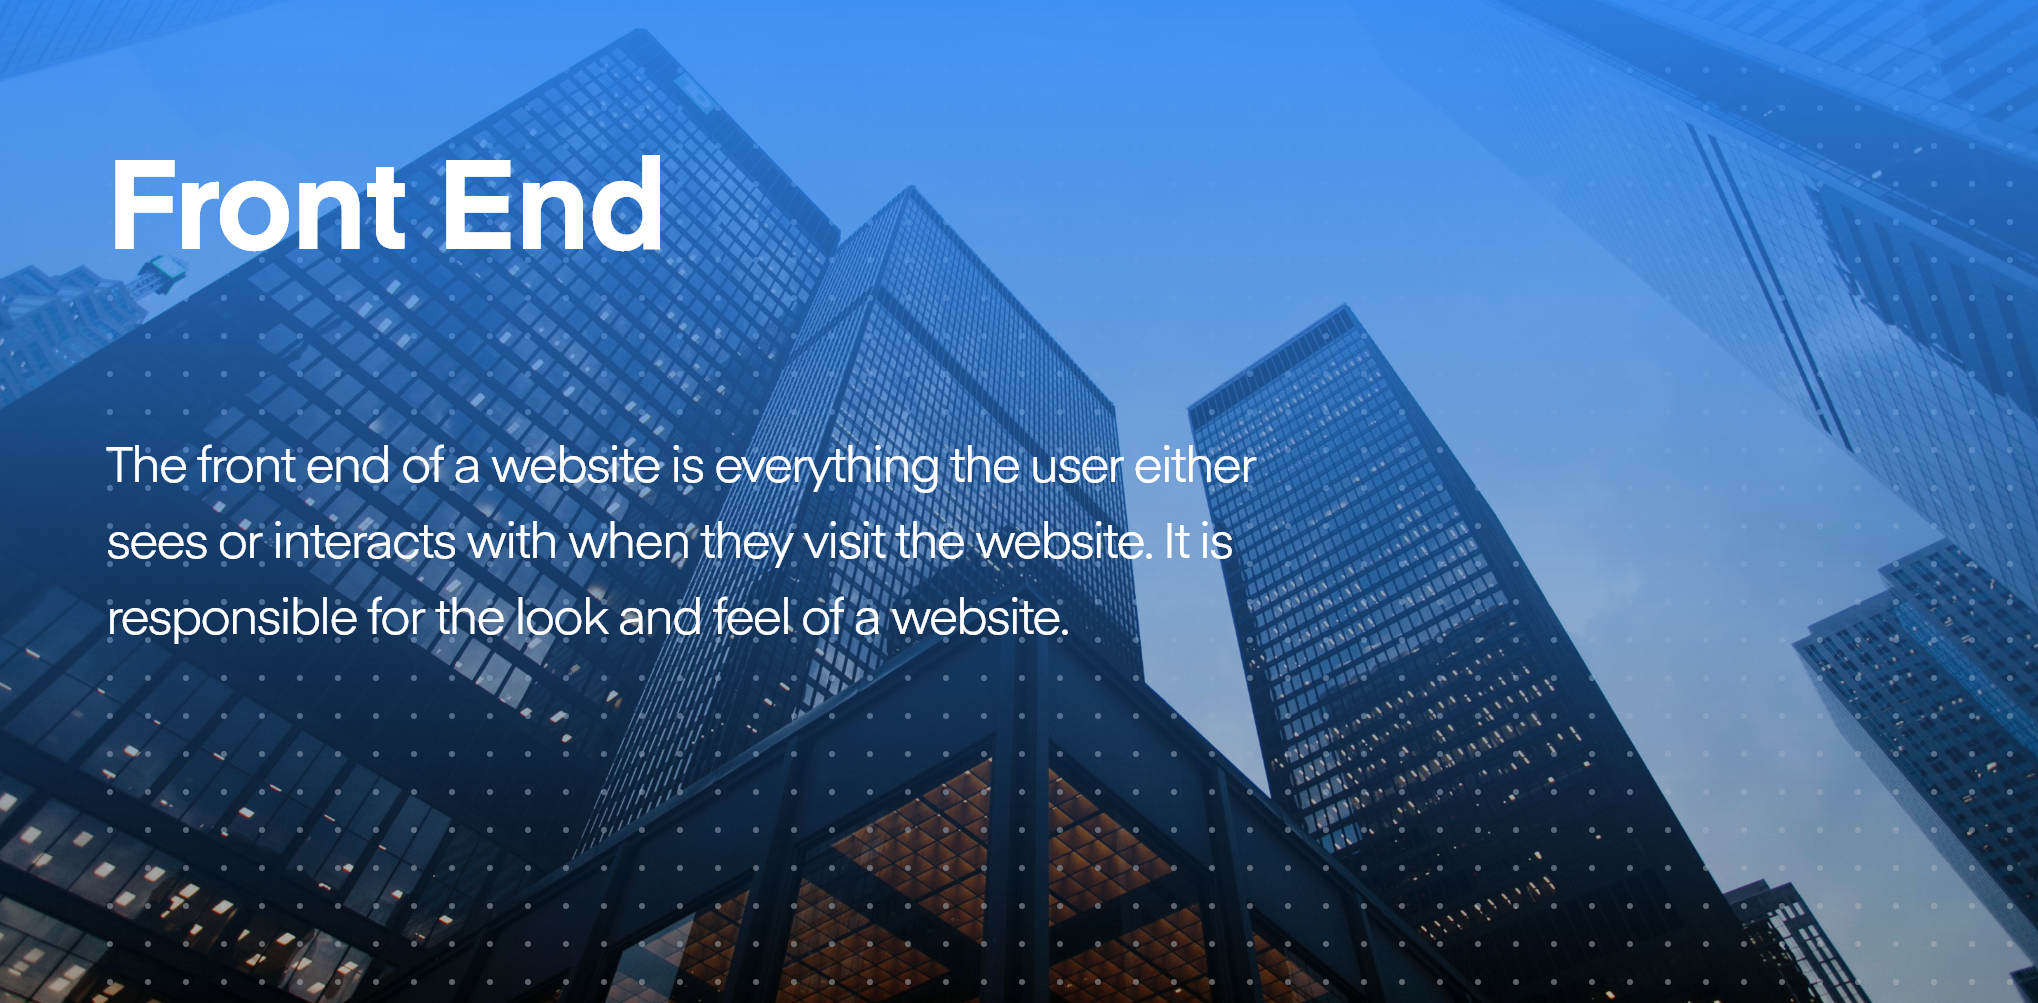 Front End
The front end of a website is everything the user either
sees or interacts with when they visit the website. It is
responsible for the look and feel of a website.